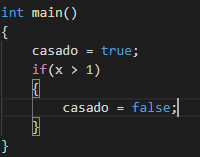 int main()
{
    casado = true;
    if(x > 1)
    {
        casado = false;
    }
}